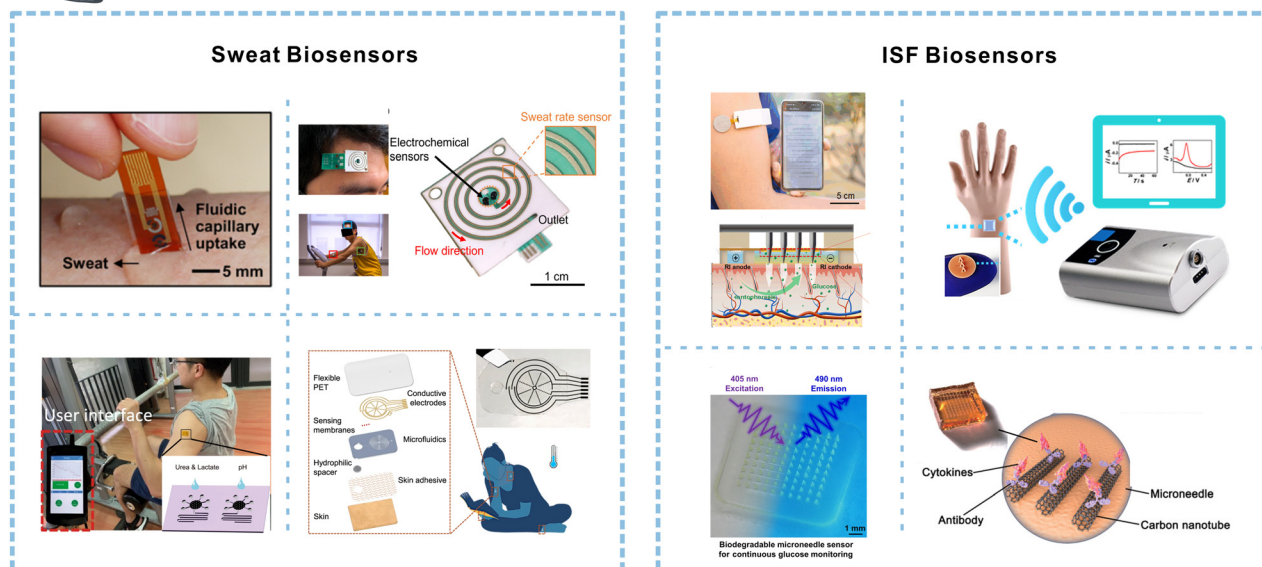 Sweat Biosensors
Fluidic
capillary
uptake
Sweat
5 mm
Sweat rate sensor
Electrochemical
sensors
Outlet
Flow direction
1 cm
User interface
Urea & Lactate
pH
Flexible
PET
Conductive
electrodes
Sensing
membranes
Microfluidics
Hydrophilic
spacer
Skin adhesive
Skin
ISF Biosensors
5 cm
RI anode
RI cathode
Iontophoresis
Glucose
T / s
E / V
405 nm
Excitation
490 nm
Emission
1 mm
Biodegradable microneedle sensor
for continuous glucose monitoring
Cytokines
Antibody
Microneedle
Carbon nanotube